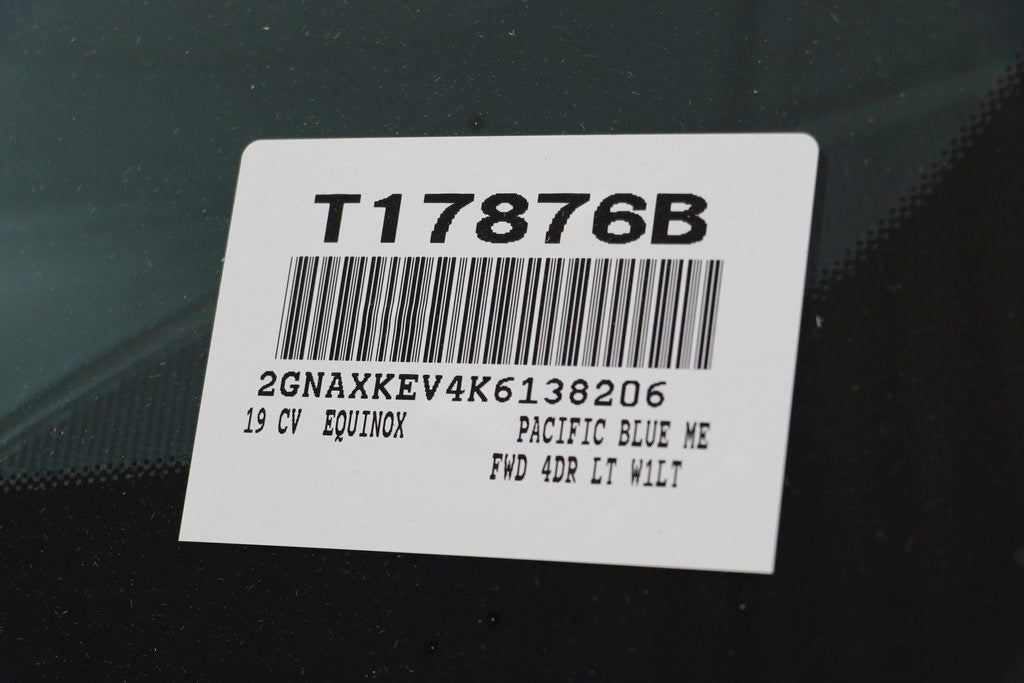 T17876B
2GNAXKEV4K6138206
19 CV EQUINOX PACIFIC BLUE ME
FWD 4DR LT W1LT